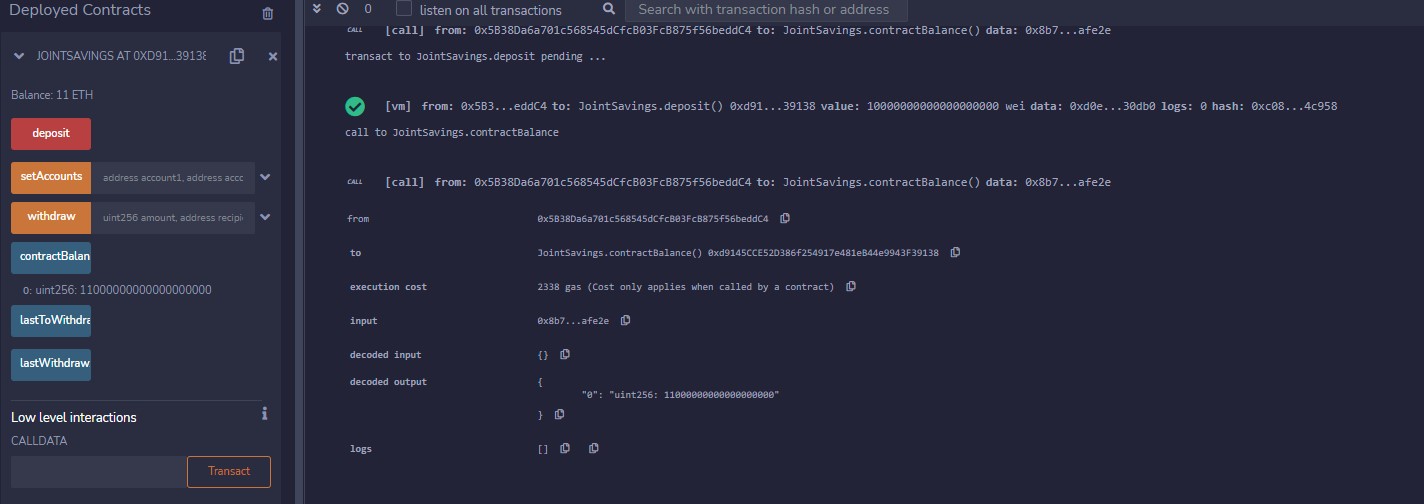 Deployed Contracts
JOINTSAVINGS AT 0XD91...39138
Balance: 11 ETH
deposit
setAccounts
address account1, address acco
withdraw
uint256 amount, address recipi
contractBalan
0: uint256: 11000000000000000000
lastToWithdra
lastWithdraw
Low level interactions
CALLDATA
Transact
0
listen on all transactions
Search with transaction hash or address
CALL [call] from: 0x5B38Da6a701c568545dCfcB03FcB875f56beddC4 to: JointSavings.contractBalance() data: 0x8b7...afe2e
transact to JointSavings.deposit pending ...
[vm] from: 0x5B3...eddC4 to: JointSavings.deposit() 0xd91...39138 value: 10000000000000000000 wei data: 0xd0e...30db0 logs: 0 hash: 0xc08...4c958
call to JointSavings.contractBalance
CALL [call] from: 0x5B38Da6a701c568545dCfcB03FcB875f56beddC4 to: JointSavings.contractBalance() data: 0x8b7...afe2e
from 0x5B38Da6a701c568545dCfcB03FcB875f56beddC4
to JointSavings.contractBalance() 0xd9145CCE52D386f254917e481eB44e9943F39138
execution cost 2338 gas (Cost only applies when called by a contract)
input 0x8b7...afe2e
decoded input {}
decoded output {
"0": "uint256: 11000000000000000000"
}
logs []